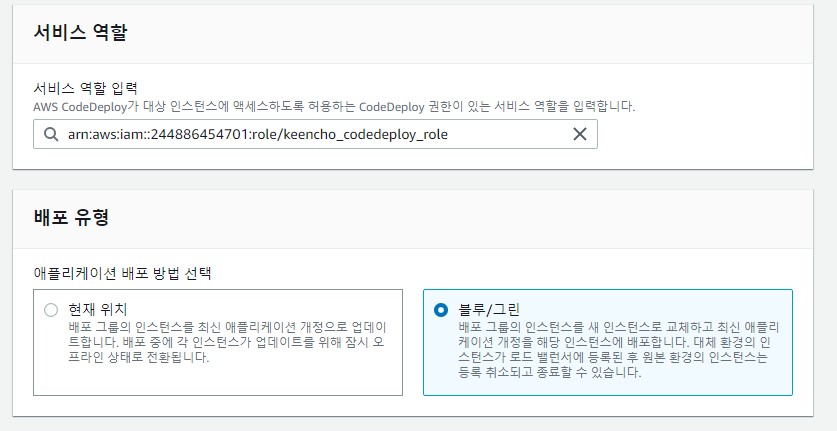 서비스 역할
서비스 역할 입력
AWS CodeDeploy가 대상 인스턴스에 액세스하도록 허용하는 CodeDeploy 권한이 있는 서비스 역할을 입력합니다.
arn:aws:iam::244886454701:role/keencho_codedeploy_role
배포 유형
애플리케이션 배포 방법 선택
현재 위치
배포 그룹의 인스턴스를 최신 애플리케이션 개정으로 업데이
트합니다. 배포 중에 각 인스턴스가 업데이트를 위해 잠시 오
프라인 상태로 전환됩니다.
블루/그린
배포 그룹의 인스턴스를 새 인스턴스로 교체하고 최신 애플리
케이션 개정을 해당 인스턴스에 배포합니다. 대체 환경의 인
스턴스가 로드 밸런서에 등록된 후 원본 환경의 인스턴스는
등록 취소되고 종료할 수 있습니다.